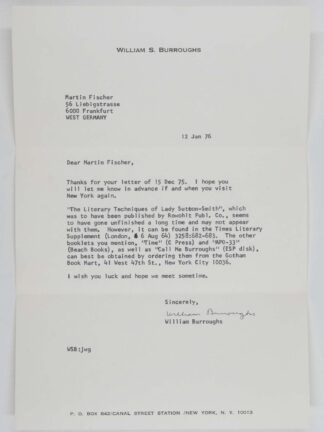 WILLIAM S. BURROUGHS
Martin Fischer
56 Liebigstrasse
6000 Frankfurt
WEST GERMANY
12 Jan 76
Dear Martin Fischer,
Thanks for your letter of 15 Dec 75. I hope you
will let me know in advance if and when you visit
New York again.
"The Literary Techniques of Lady Sutton-Smith", which
was to have been published by Rowohlt Publ. Co., seems
to have gone unfinished a long time and may not appear
with them. However, it can be found in the Times Literary
Supplement (London, 6 Aug 64) 3258:682-683. The other
booklets you mention, "Time" (C Press) and "APO-33"
(Beach Books), as well as "Call Me Burroughs" (ESP disk),
can best be obtained by ordering them from the Gotham
Book Mart, 41 West 47th St., New York City 10036.
I wish you luck and hope we meet sometime.
Sincerely,
William Burroughs
William Burroughs
WSB:jwg
P. O. BOX 842/CANAL STREET STATION/NEW YORK, N. Y. 10013